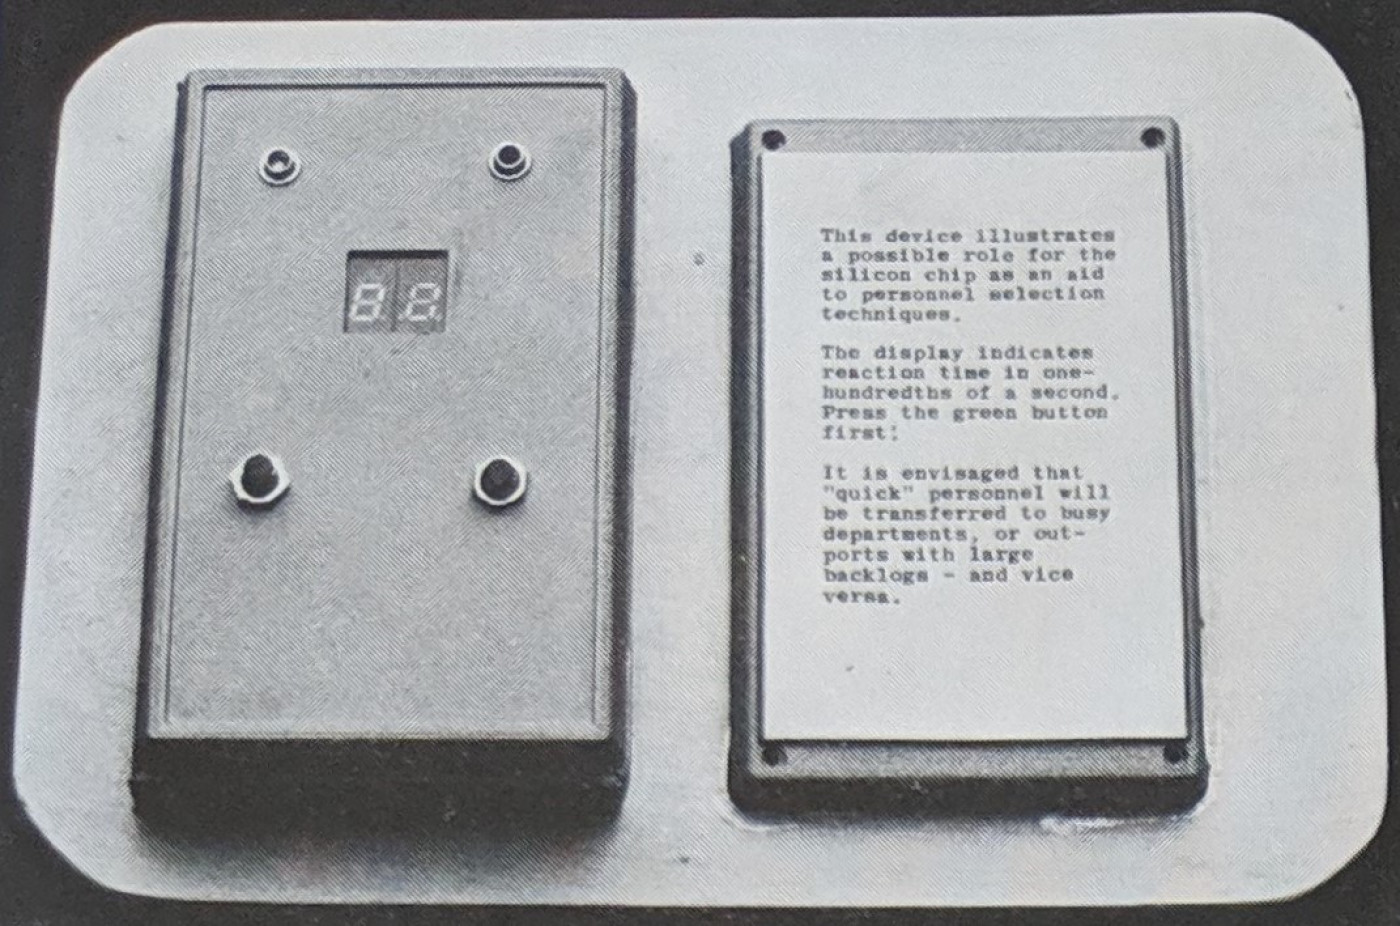 8.8.
This device illustrates
a possible role for the
silicon chip as an aid
to personnel selection
techniques.
The display indicates
reaction time in one-
hundredths of a second.
Press the green button
first!
It is envisaged that
"quick" personnel will
be transferred to busy
departments, or out-
ports with large
backlogs - and vice
versa.